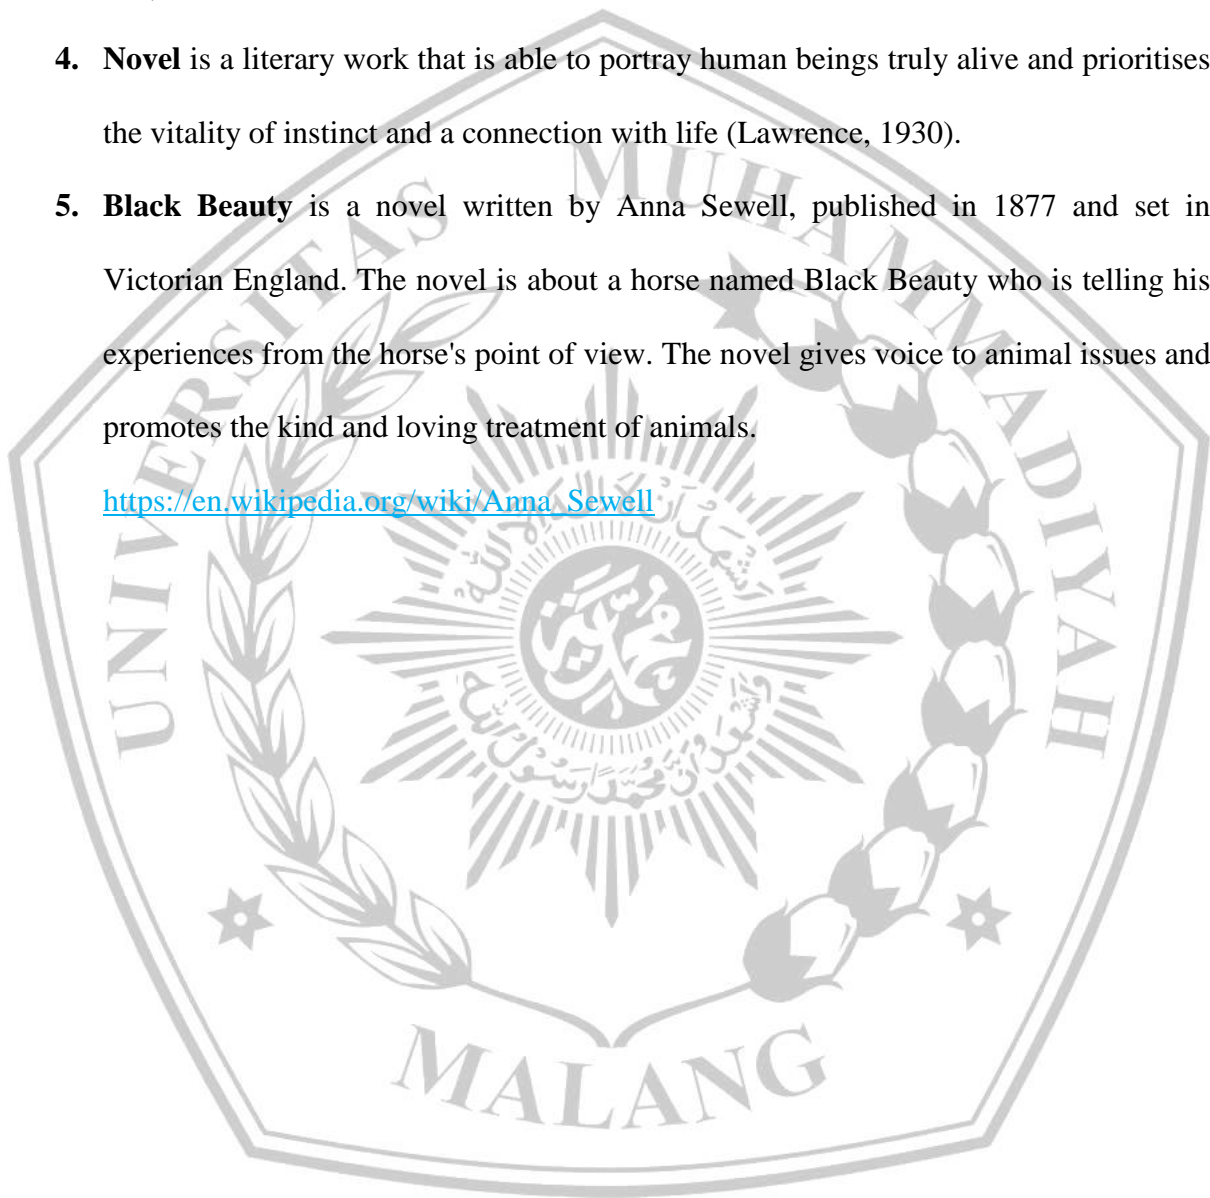 4. Novel is a literary work that is able to portray human beings truly alive and prioritises
the vitality of instinct and a connection with life (Lawrence, 1930).
5. Black Beauty is a novel written by Anna Sewell, published in 1877 and set in
Victorian England. The novel is about a horse named Black Beauty who is telling his
experiences from the horse's point of view. The novel gives voice to animal issues and
promotes the kind and loving treatment of animals.
https://en.wikipedia.org/wiki/Anna_Sewell
UNIVERSITAS MUHAMMADIYAH
MALANG